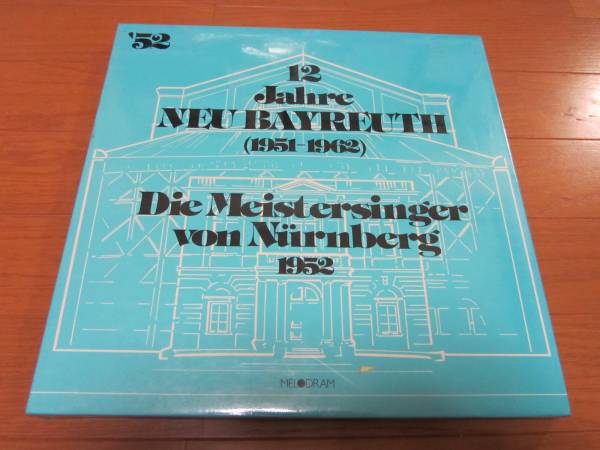 '52
12
Jahre
NEU BAYREUTH
(1951-1962)
Die Meistersinger
von Nürnberg
1952
MELODRAM